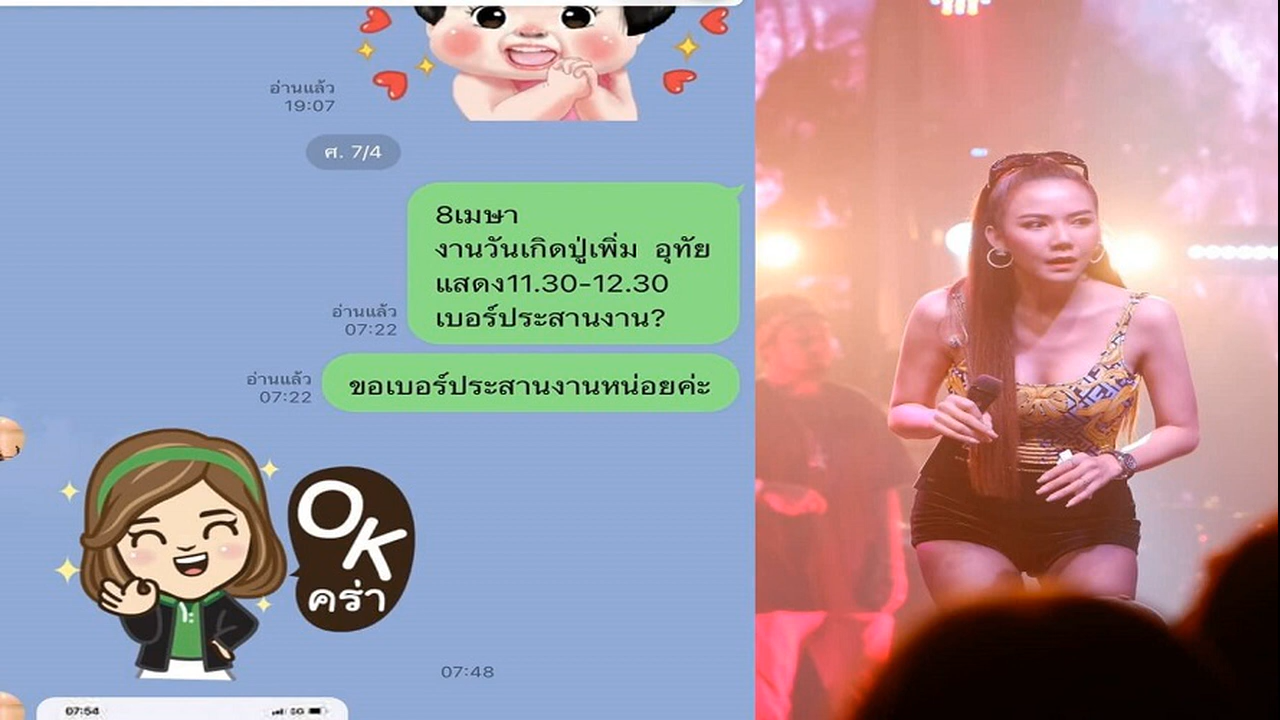 อ่านแล้ว
19:07
ศ. 7/4
8เมษา
งานวันเกิดปู่เพิ่ม อุทัย
แสดง11.30-12.30
เบอร์ประสานงาน?
อ่านแล้ว
07:22
ขอเบอร์ประสานงานหน่อยค่ะ
อ่านแล้ว
07:22
OK
คร่า
07:48
07:54
5G